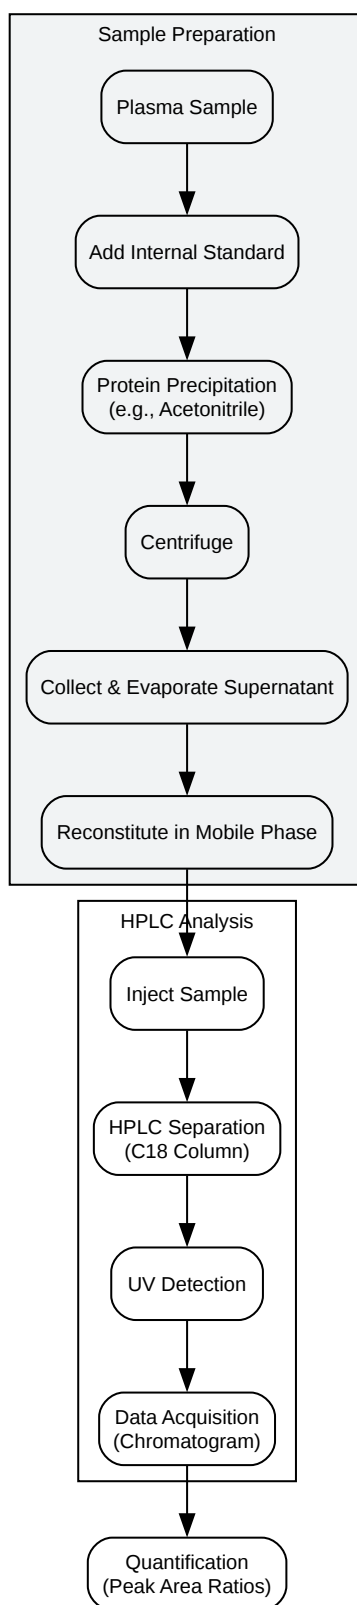 Sample Preparation
Plasma Sample
Add Internal Standard
Protein Precipitation
(e.g., Acetonitrile)
Centrifuge
Collect & Evaporate Supernatant
Reconstitute in Mobile Phase
HPLC Analysis
Inject Sample
HPLC Separation
(C18 Column)
UV Detection
Data Acquisition
(Chromatogram)
Quantification
(Peak Area Ratios)